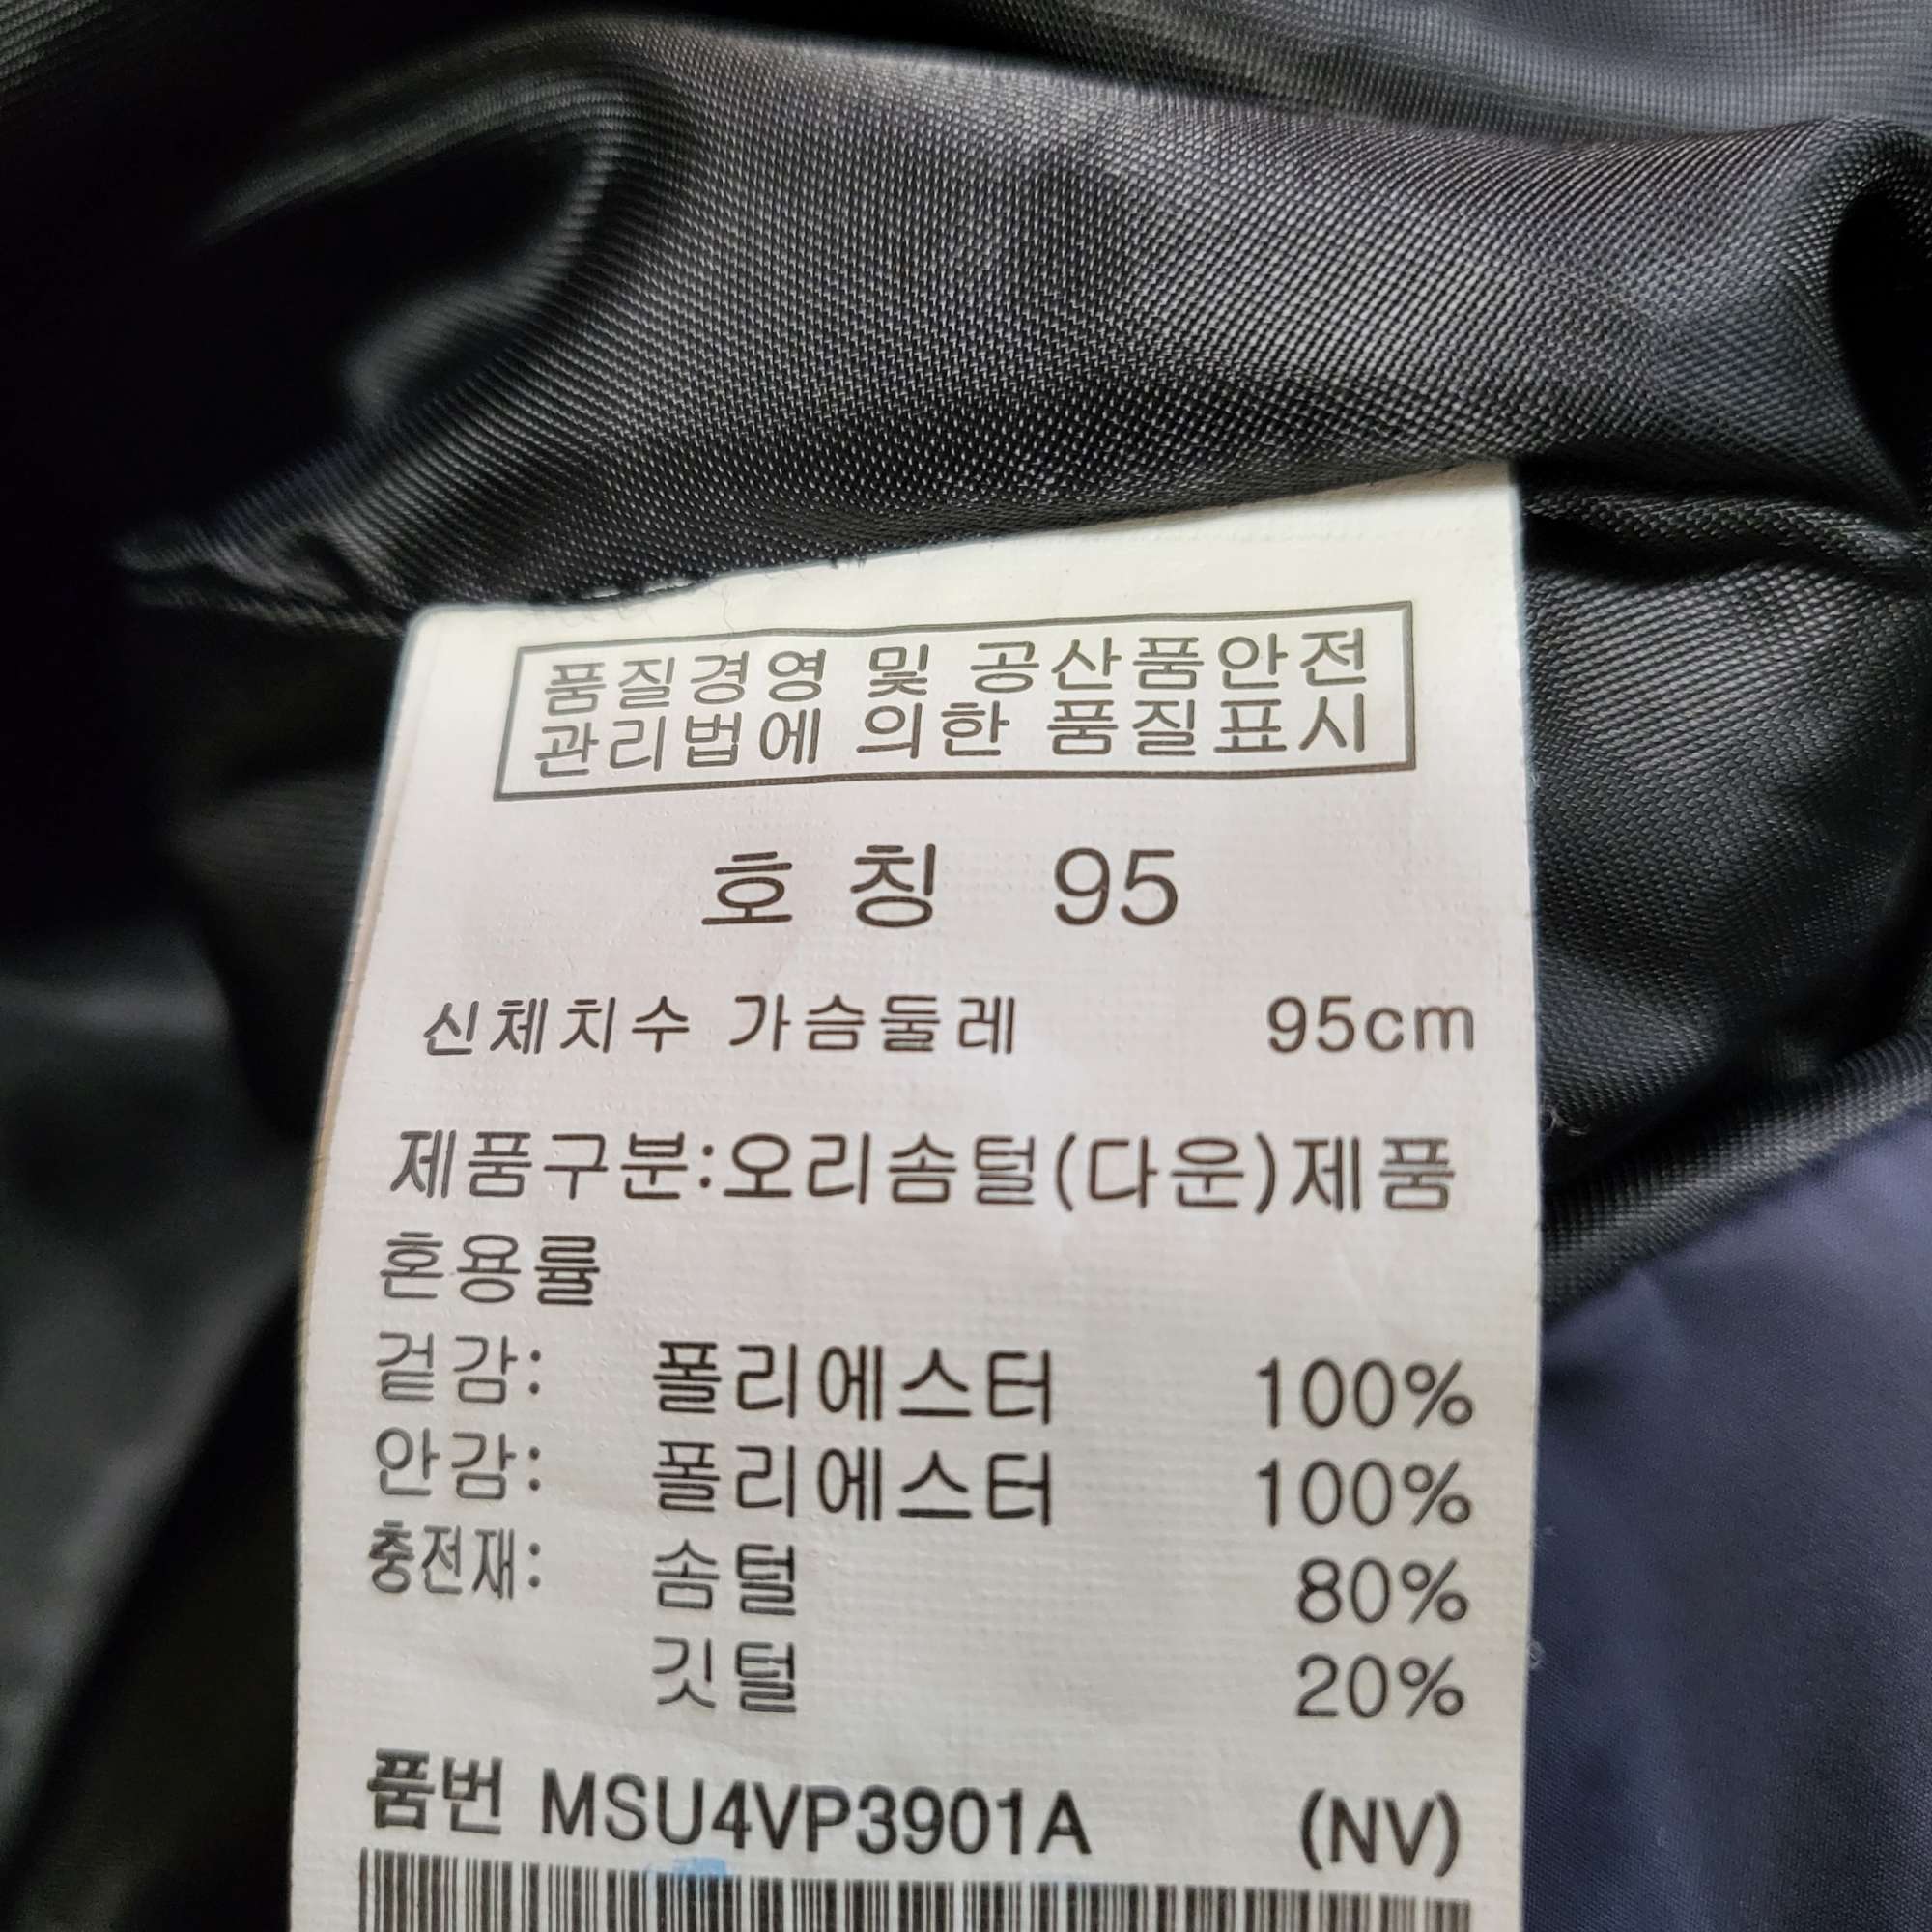 품질경영 및 공산품안전
관리법에 의한 품질표시
호 칭 95
신체치수 가슴둘레 95cm
제품구분:오리솜털(다운)제품
혼용률
겉감: 폴리에스터 100%
안감: 폴리에스터 100%
충전재: 솜털 80%
깃털 20%
품번 MSU4VP3901A (NV)